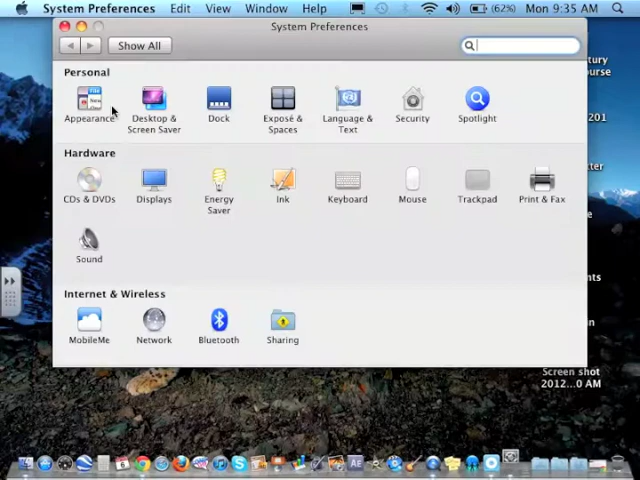 System Preferences Edit View Window Help (62%) Mon 9:35 AM
System Preferences
Show All
Personal
Appearance
Desktop &
Screen Saver
Dock
Exposé &
Spaces
Language &
Text
Security
Spotlight
Hardware
CDs & DVDs
Displays
Energy
Saver
Ink
Keyboard
Mouse
Trackpad
Print & Fax
Sound
Internet & Wireless
MobileMe
Network
Bluetooth
Sharing
Screen shot
2012...0 AM